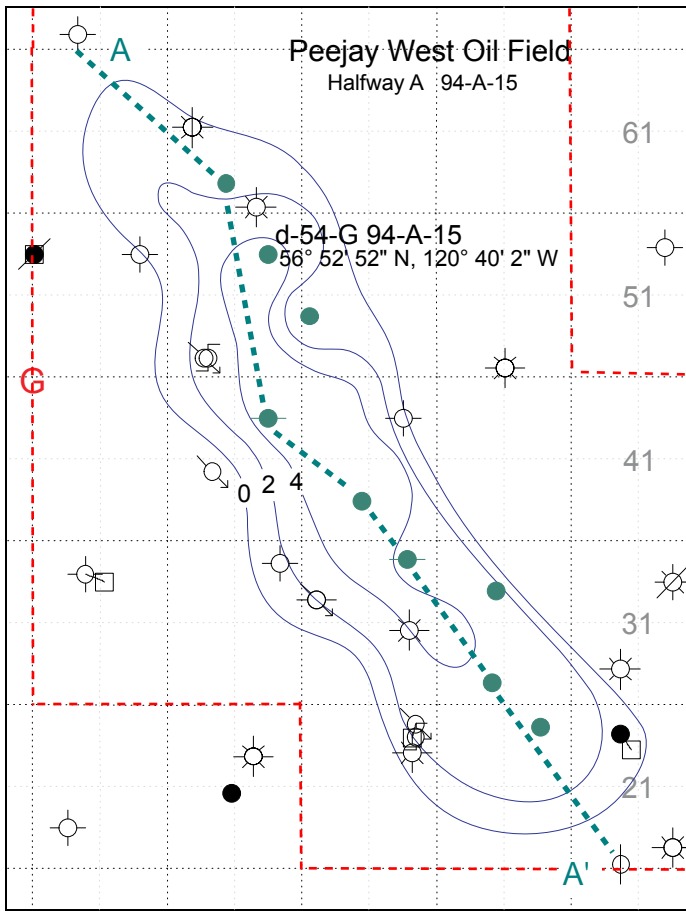 Peejay West Oil Field
A
Halfway A 94-A-15
61
d-54-G 94-A-15
56° 52' 52" N, 120° 40' 2" W
51
G
41
0 2 4
31
21
A'